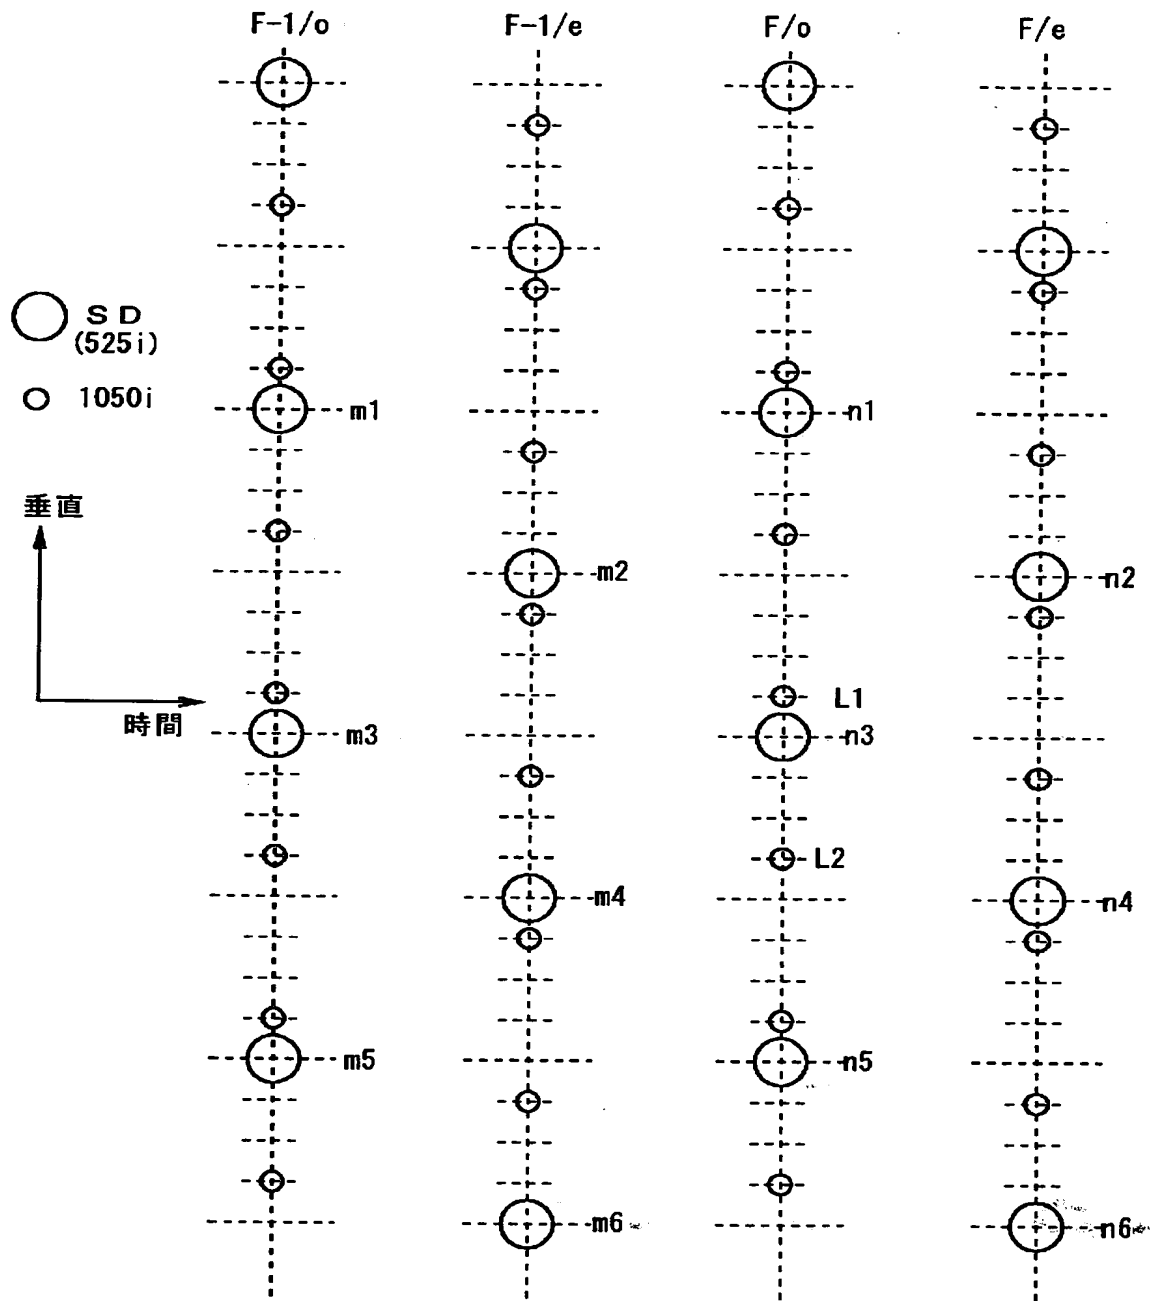 F-1/o
F-1/e
F/o
F/e
SD
(525i)
1050i
垂直
時間
m1
n1
m2
n2
L1
m3
n3
L2
m4
n4
m5
n5
m6
n6